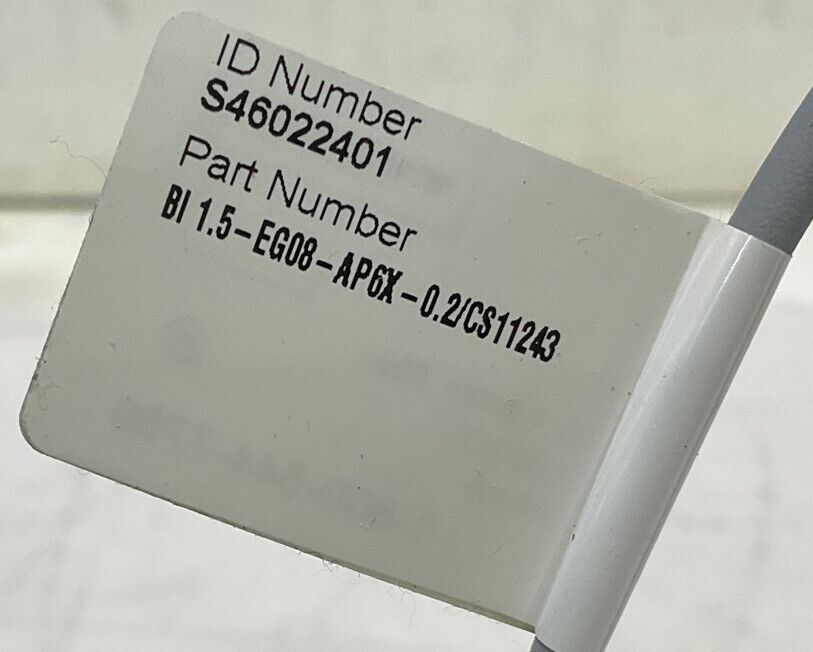 ID Number
S46022401
Part Number
BI 1.5-EG08-AP6X-0.2/CS11243